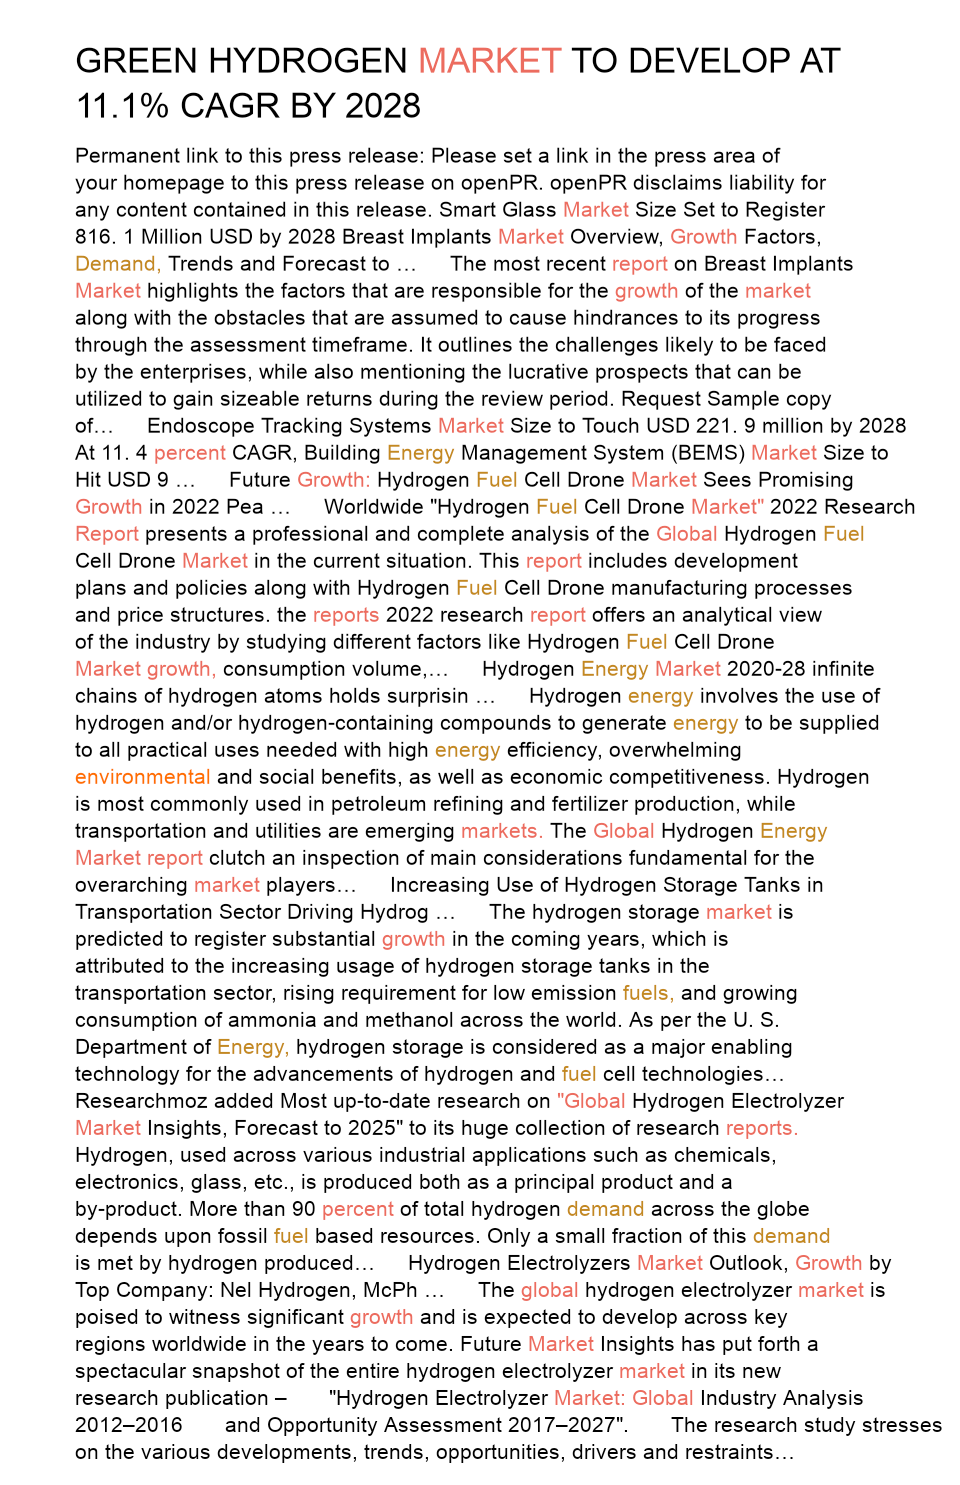 GREEN HYDROGEN MARKET TO DEVELOP AT
11.1% CAGR BY 2028
Permanent link to this press release: Please set a link in the press area of
your homepage to this press release on openPR. openPR disclaims liability for
any content contained in this release. Smart Glass Market Size Set to Register
816. 1 Million USD by 2028 Breast Implants Market Overview, Growth Factors,
Demand, Trends and Forecast to … The most recent report on Breast Implants
Market highlights the factors that are responsible for the growth of the market
along with the obstacles that are assumed to cause hindrances to its progress
through the assessment timeframe. It outlines the challenges likely to be faced
by the enterprises, while also mentioning the lucrative prospects that can be
utilized to gain sizeable returns during the review period. Request Sample copy
of… Endoscope Tracking Systems Market Size to Touch USD 221. 9 million by 2028
At 11. 4 percent CAGR, Building Energy Management System (BEMS) Market Size to
Hit USD 9 … Future Growth: Hydrogen Fuel Cell Drone Market Sees Promising
Growth in 2022 Pea … Worldwide "Hydrogen Fuel Cell Drone Market" 2022 Research
Report presents a professional and complete analysis of the Global Hydrogen Fuel
Cell Drone Market in the current situation. This report includes development
plans and policies along with Hydrogen Fuel Cell Drone manufacturing processes
and price structures. the reports 2022 research report offers an analytical view
of the industry by studying different factors like Hydrogen Fuel Cell Drone
Market growth, consumption volume,… Hydrogen Energy Market 2020-28 infinite
chains of hydrogen atoms holds surprisin … Hydrogen energy involves the use of
hydrogen and/or hydrogen-containing compounds to generate energy to be supplied
to all practical uses needed with high energy efficiency, overwhelming
environmental and social benefits, as well as economic competitiveness. Hydrogen
is most commonly used in petroleum refining and fertilizer production, while
transportation and utilities are emerging markets. The Global Hydrogen Energy
Market report clutch an inspection of main considerations fundamental for the
overarching market players… Increasing Use of Hydrogen Storage Tanks in
Transportation Sector Driving Hydrog … The hydrogen storage market is
predicted to register substantial growth in the coming years, which is
attributed to the increasing usage of hydrogen storage tanks in the
transportation sector, rising requirement for low emission fuels, and growing
consumption of ammonia and methanol across the world. As per the U. S.
Department of Energy, hydrogen storage is considered as a major enabling
technology for the advancements of hydrogen and fuel cell technologies…
Researchmoz added Most up-to-date research on "Global Hydrogen Electrolyzer
Market Insights, Forecast to 2025" to its huge collection of research reports.
Hydrogen, used across various industrial applications such as chemicals,
electronics, glass, etc., is produced both as a principal product and a
by-product. More than 90 percent of total hydrogen demand across the globe
depends upon fossil fuel based resources. Only a small fraction of this demand
is met by hydrogen produced… Hydrogen Electrolyzers Market Outlook, Growth by
Top Company: Nel Hydrogen, McPh … The global hydrogen electrolyzer market is
poised to witness significant growth and is expected to develop across key
regions worldwide in the years to come. Future Market Insights has put forth a
spectacular snapshot of the entire hydrogen electrolyzer market in its new
research publication – "Hydrogen Electrolyzer Market: Global Industry Analysis
2012–2016 and Opportunity Assessment 2017–2027". The research study stresses
on the various developments, trends, opportunities, drivers and restraints…